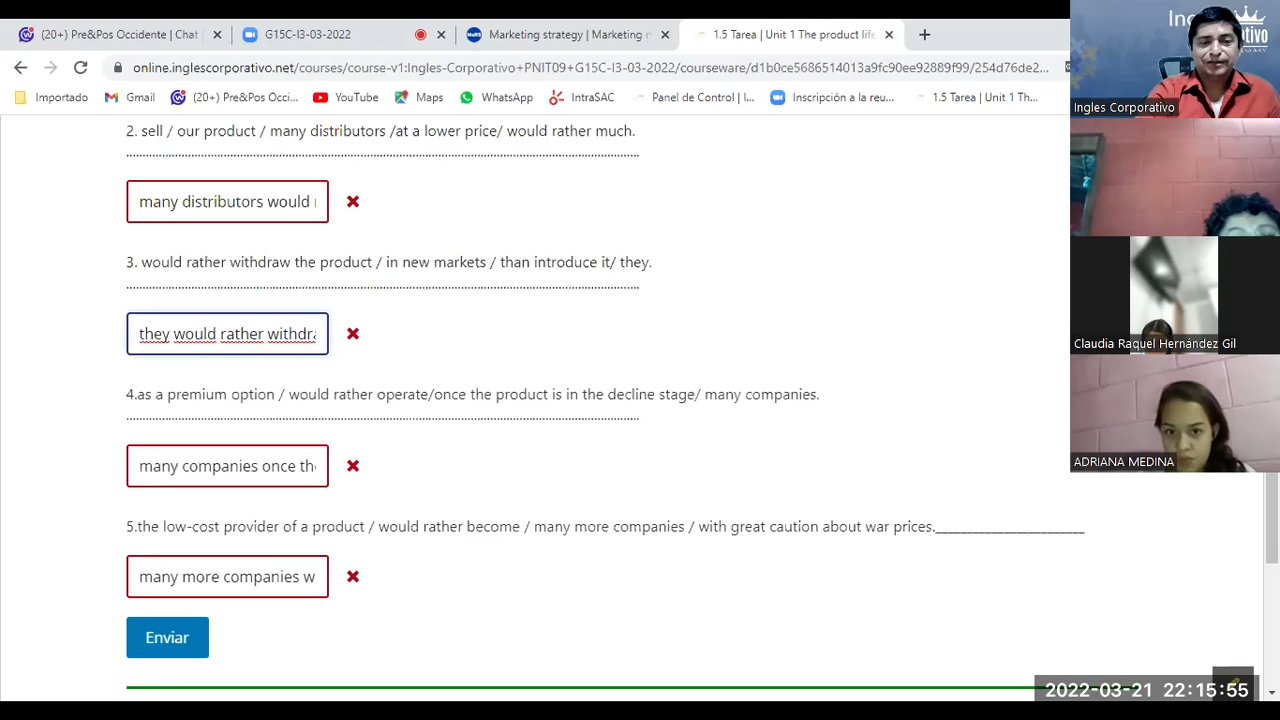 (20+) Pre&Pos Occidente | Chat
G15C-I3-03-2022
Marketing strategy | Marketing r
1.5 Tarea | Unit 1 The product life
online.inglescorporativo.net/courses/course-v1:Ingles-Corporativo+PNIT09+G15C-I3-03-2022/courseware/d1b0ce5686514013a9fc90ee92889f99/254d76de2...
Importado
Gmail
(20+) Pre&Pos Occi...
YouTube
Maps
WhatsApp
IntraSAC
Panel de Control | I...
Inscripción a la reu...
1.5 Tarea | Unit 1 Th...
Ingles Corporativo
2. sell / our product / many distributors /at a lower price/ would rather much.
many distributors would
3. would rather withdraw the product / in new markets / than introduce it/ they.
they would rather withdra
Claudia Raquel Hernández Gil
4.as a premium option / would rather operate/once the product is in the decline stage/ many companies.
many companies once the
ADRIANA MEDINA
5.the low-cost provider of a product / would rather become / many more companies / with great caution about war prices.
many more companies w
Enviar
2022-03-21 22:15:55